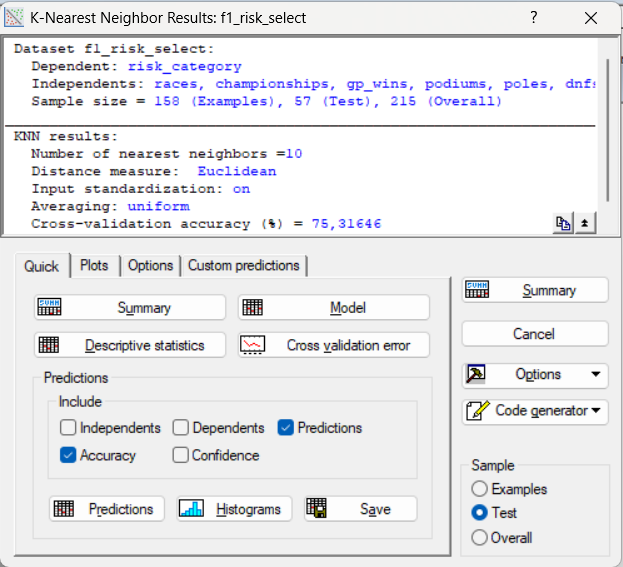 K-Nearest Neighbor Results: f1_risk_select
Dataset f1_risk_select:
Dependent: risk_category
Independents: races, championships, gp_wins, podiums, poles, dnfs
Sample size = 158 (Examples), 57 (Test), 215 (Overall)
KNN results:
Number of nearest neighbors =10
Distance measure: Euclidean
Input standardization: on
Averaging: uniform
Cross-validation accuracy (%) = 75,31646
Quick Plots Options Custom predictions
Summary Model
Descriptive statistics Cross validation error
Predictions
Include
Independents Dependents Predictions
Accuracy Confidence
Predictions Histograms Save
Summary
Cancel
Options
Code generator
Sample
Examples
Test
Overall